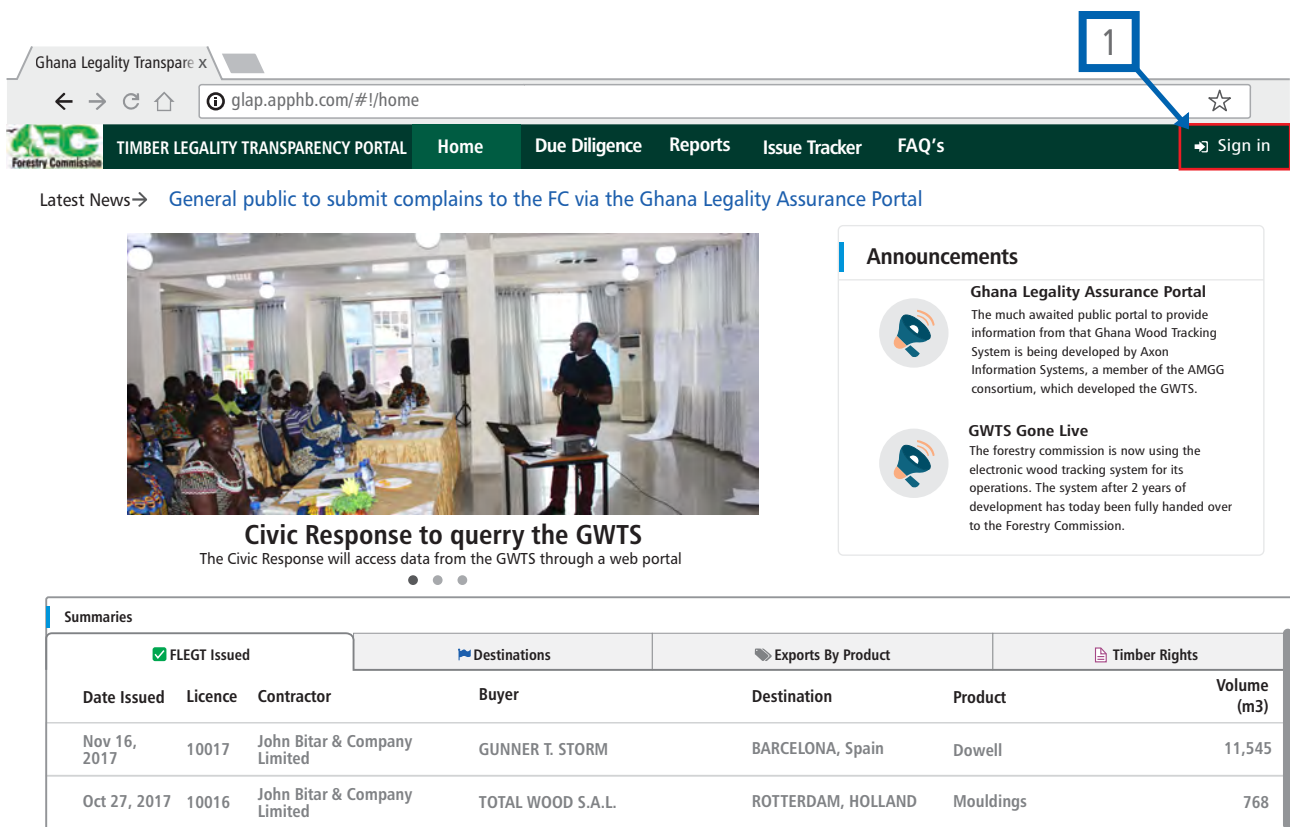 1
Ghana Legality Transpare x
glap.apphb.com/#!/home
AFC
Forestry Commission
TIMBER LEGALITY TRANSPARENCY PORTAL Home Due Diligence Reports Issue Tracker FAQ's Sign in
Latest News→ General public to submit complains to the FC via the Ghana Legality Assurance Portal
Civic Response to querry the GWTS
The Civic Response will access data from the GWTS through a web portal
Announcements
Ghana Legality Assurance Portal
The much awaited public portal to provide
information from that Ghana Wood Tracking
System is being developed by Axon
Information Systems, a member of the AMGG
consortium, which developed the GWTS.
GWTS Gone Live
The forestry commission is now using the
electronic wood tracking system for its
operations. The system after 2 years of
development has today been fully handed over
to the Forestry Commission.
Summaries
FLEGT Issued Destinations Exports By Product Timber Rights
Date Issued Licence Contractor Buyer Destination Product Volume (m3)
Nov 16, 2017 10017 John Bitar & Company Limited GUNNER T. STORM BARCELONA, Spain Dowell 11,545
Oct 27, 2017 10016 John Bitar & Company Limited TOTAL WOOD S.A.L. ROTTERDAM, HOLLAND Mouldings 768